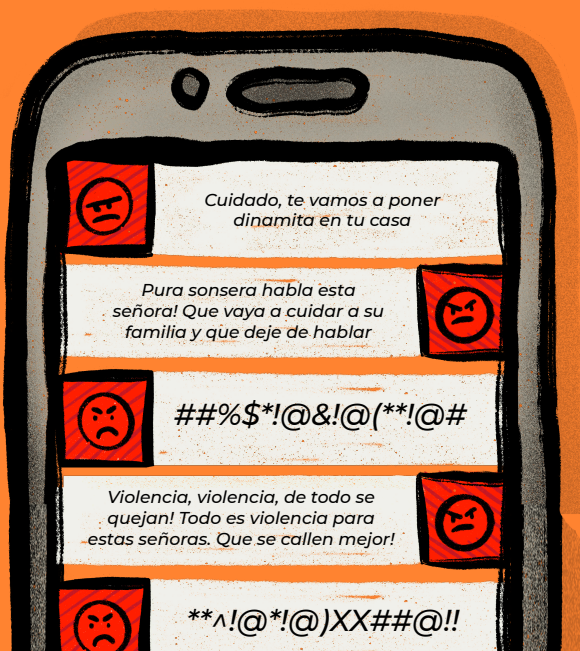 Cuidado, te vamos a poner
dinamita en tu casa
Pura sonsera habla esta
señora! Que vaya a cuidar a su
familia y que deje de hablar
##%$*!@&!@(**!@#
Violencia, violencia, de todo se
quejan! Todo es violencia para
estas señoras. Que se callen mejor!
**^!@*!@)XX##@!!